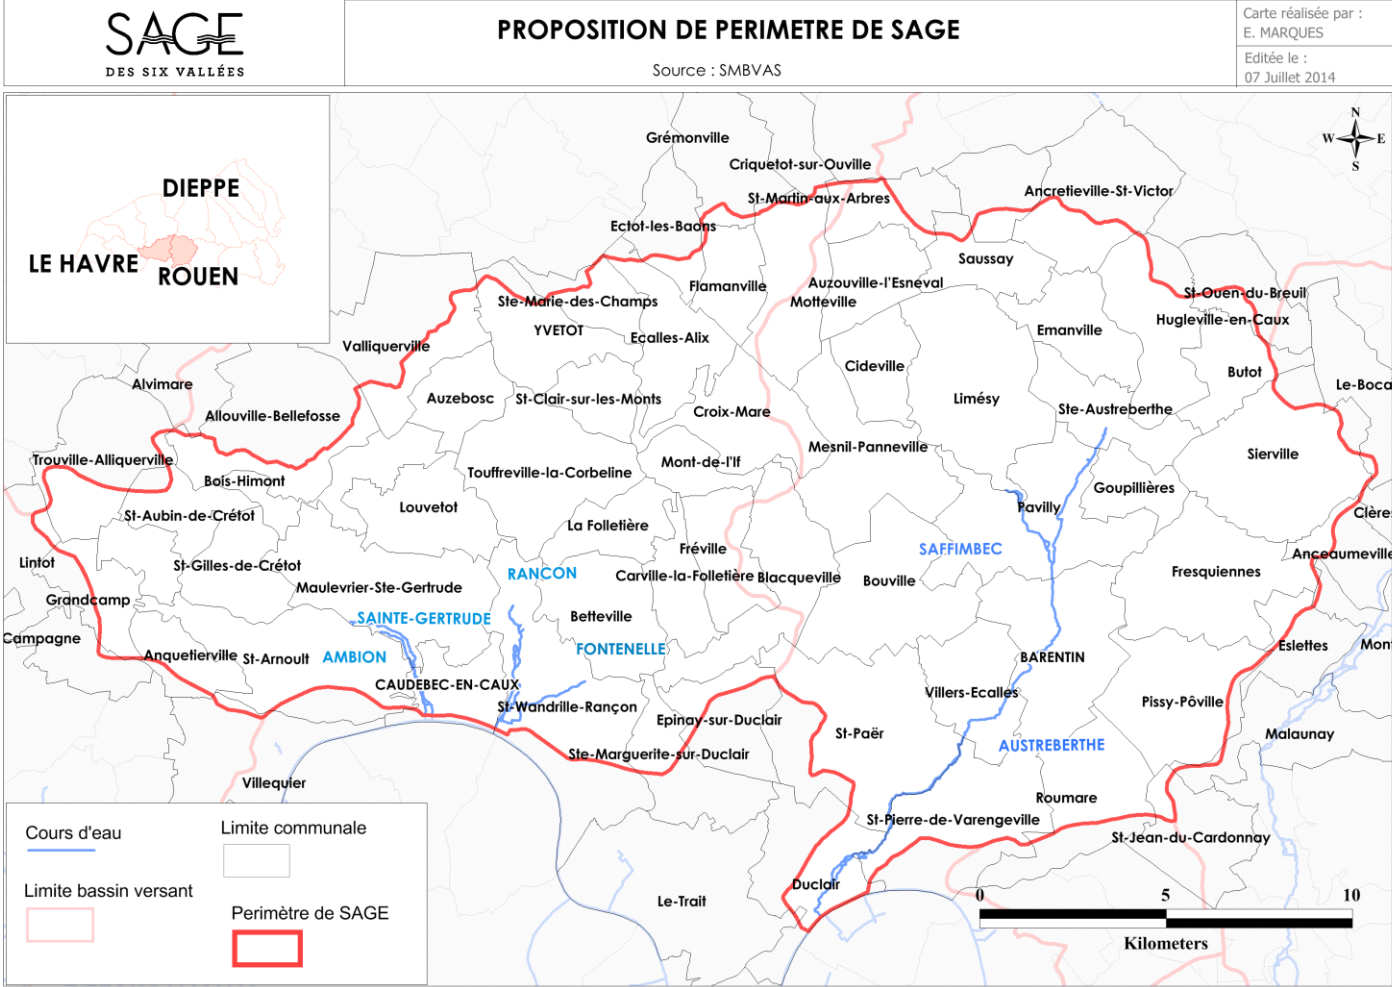 SAGE
DES SIX VALLÉES
PROPOSITION DE PERIMETRE DE SAGE
Source : SMBVAS
Carte réalisée par :
E. MARQUES
Editée le :
07 Juillet 2014
DIEPPE
LE HAVRE
ROUEN
N
W E
S
Grémonville
Criquetot-sur-Ouville
St-Martin-aux-Arbres
Ancretieville-St-Victor
Ectot-les-Baons
Saussay
Flamanville
Auzouville-l'Esneval
Motteville
St-Ouen-du-Breuil
Ste-Marie-des-Champs
YVETOT
Hugleville-en-Caux
Emanville
Ecalles-Alix
Valliquerville
Cideville
Butot
Alvimare
Le-Boca
Auzebosc
St-Clair-sur-les-Monts
Limésy
Croix-Mare
Ste-Austreberthe
Allouville-Bellefosse
Mesnil-Panneville
Sierville
Trouville-Alliquerville
Mont-de-l'If
Bois-Himont
Touffreville-la-Corbeline
Goupillières
Louvetot
Pavilly
St-Aubin-de-Crétot
Clères
La Folletière
Fréville
SAFFIMBEC
Anceaumeville
Lintot
St-Gilles-de-Crétot
RANCON
Carville-la-Folletière
Blacqueville
Bouville
Fresquiennes
Maulevrier-Ste-Gertrude
Grandcamp
SAINTE-GERTRUDE
Betteville
Campagne
FONTENELLE
Eslettes
Mon
Anquetierville
St-Arnoult
AMBION
BARENTIN
CAUDEBEC-EN-CAUX
Villers-Ecalles
St-Wandrille-Rançon
Pissy-Pôville
Epinay-sur-Duclair
St-Paër
Malaunay
AUSTREBERTHE
Ste-Marguerite-sur-Duclair
Villequier
Roumare
St-Pierre-de-Varengeville
St-Jean-du-Cardonnay
Duclair
Le-Trait
Cours d'eau
Limite communale
Limite bassin versant
Perimètre de SAGE
0 5 10
Kilometers